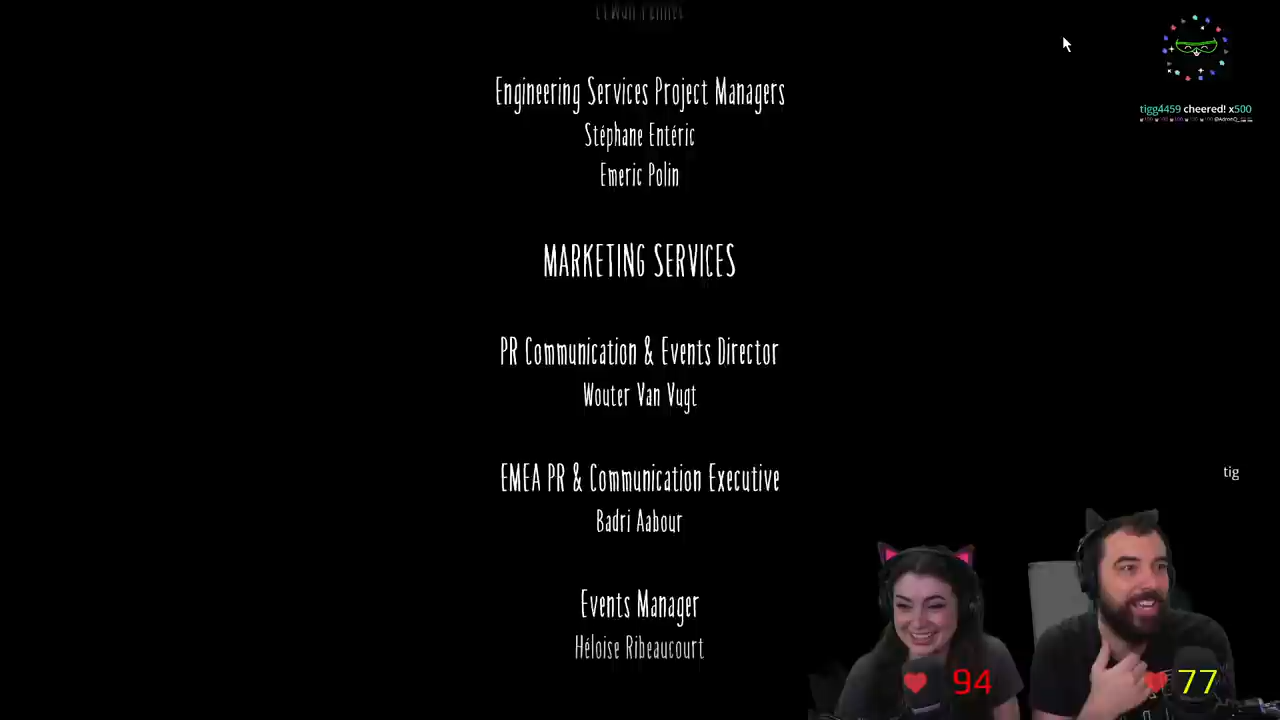 Engineering Services Project Managers
Stéphane Entéric
Emeric Polin
MARKETING SERVICES
PR Communication & Events Director
Wouter Van Vugt
EMEA PR & Communication Executive
Badri Aabour
Events Manager
Héloise Ribeaucourt
tigg4459 cheered! x500
tig
94
77